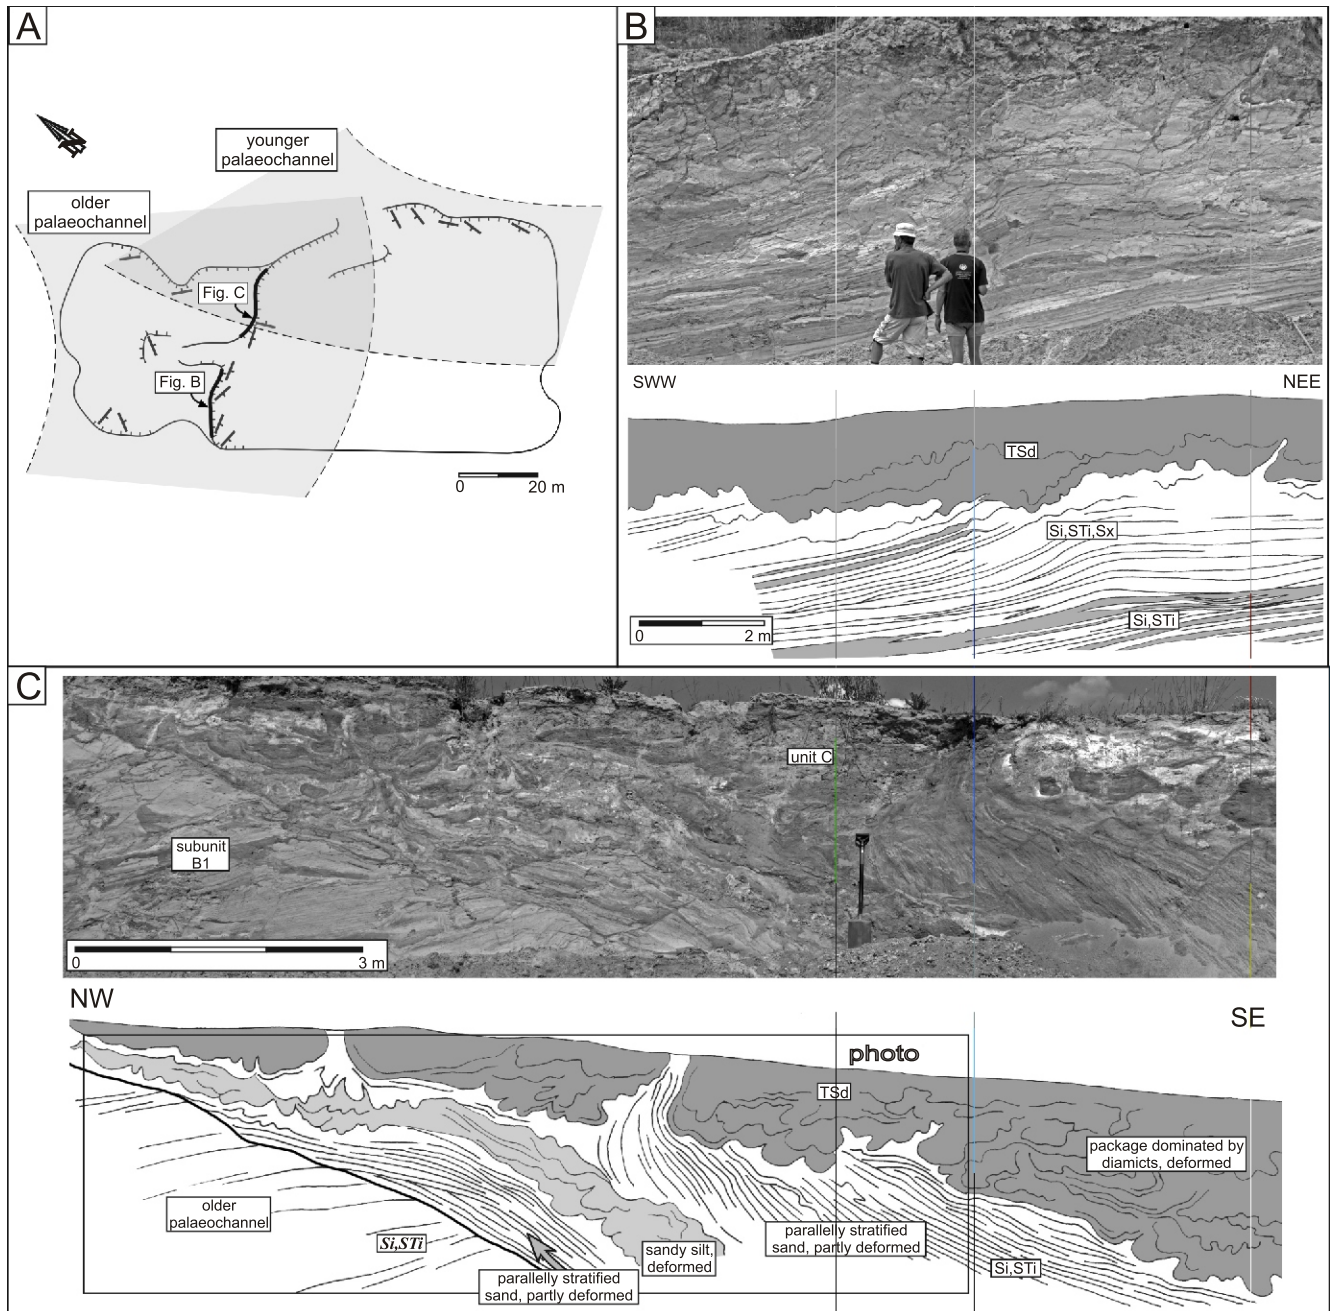 A
younger
palaeochannel
older
palaeochannel
Fig. C
Fig. B
0 20 m
B
SWW NEE
TSd
Si,STi,Sx
Si,STi
0 2 m
C
unit C
subunit
B1
0 3 m
NW
SE
photo
TSd
package dominated by
diamicts, deformed
older
palaeochannel
Si,STi
parallelly stratified
sand, partly deformed
sandy silt,
deformed
parallelly stratified
sand, partly deformed
Si,STi